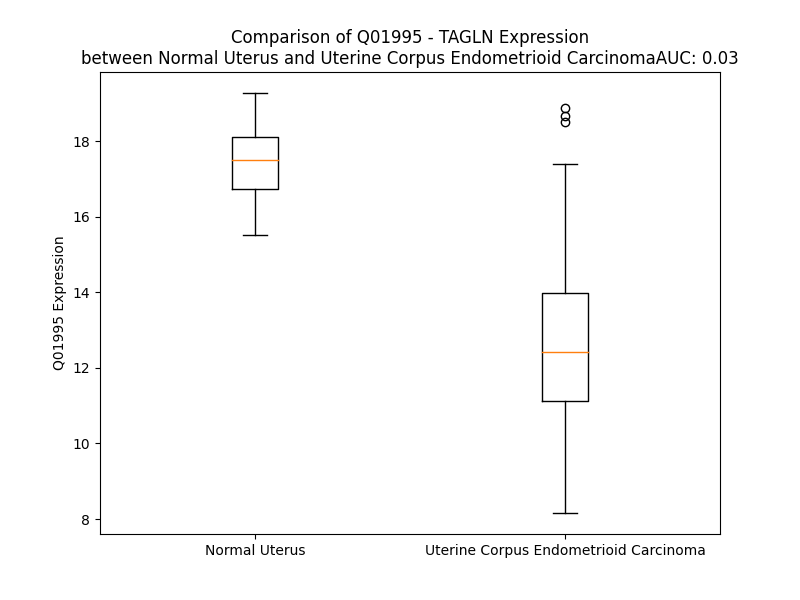 Comparison of Q01995 - TAGLN Expression
between Normal Uterus and Uterine Corpus Endometrioid CarcinomaAUC: 0.03
Q01995 Expression
18
16
14
12
10
8
Normal Uterus
Uterine Corpus Endometrioid Carcinoma